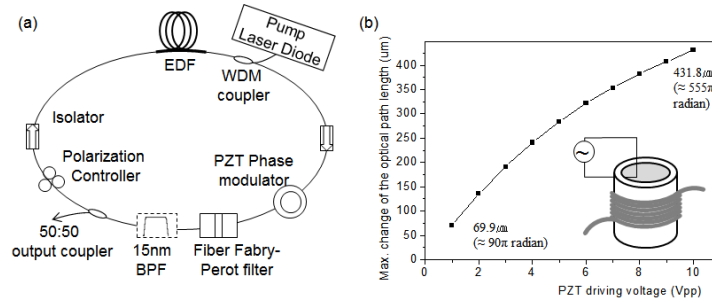 (a)
Pump
Laser Diode
EDF
WDM
coupler
Isolator
Polarization
Controller
PZT Phase
modulator
50:50
output coupler
15nm
BPF
Fiber Fabry-
Perot filter
(b)
Max. change of the optical path length (um)
450
400
350
300
250
200
150
100
50
0
431.8㎛
(≈ 555π
radian)
~
69.9㎛
(≈ 90π radian)
0 2 4 6 8 10
PZT driving voltage (Vpp)